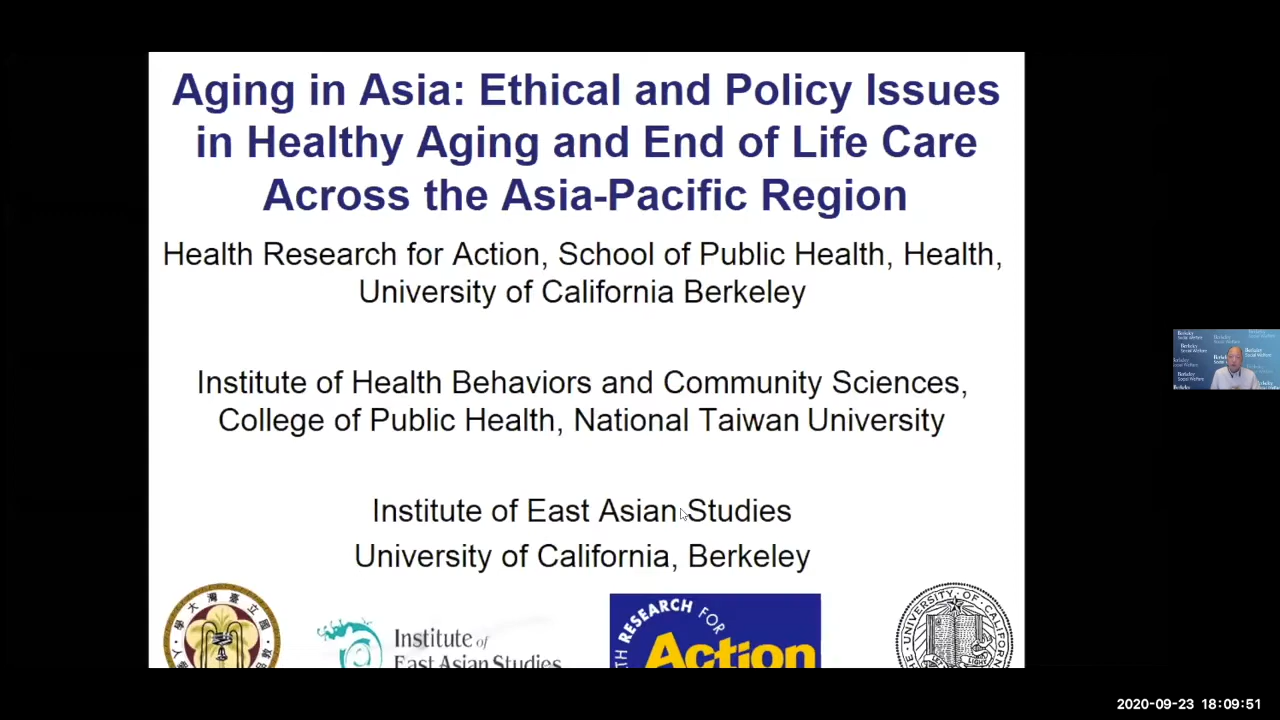 Aging in Asia: Ethical and Policy Issues
in Healthy Aging and End of Life Care
Across the Asia-Pacific Region
Health Research for Action, School of Public Health, Health,
University of California Berkeley
Institute of Health Behaviors and Community Sciences,
College of Public Health, National Taiwan University
Institute of East Asian Studies
University of California, Berkeley
Institute of
East Asian Studies
RESEARCH FOR
Action
UNIVERSITY · OF
Berkeley
Social Welfare
2020-09-23 18:09:51